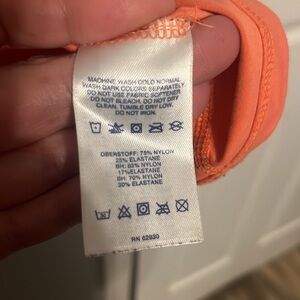 MACHINE WASH COLD NORMAL
WASH DARK COLORS SEPARATELY.
DO NOT USE FABRIC SOFTENER
DO NOT BLEACH. DO NOT DRY
CLEAN. TUMBLE DRY LOW.
DO NOT IRON.
OBERSTOFF: 75% NYLON
25% ELASTANE
BH: 83% NYLON
17% ELASTANE
BH: 70% NYLON
30% ELASTANE
RN 62930